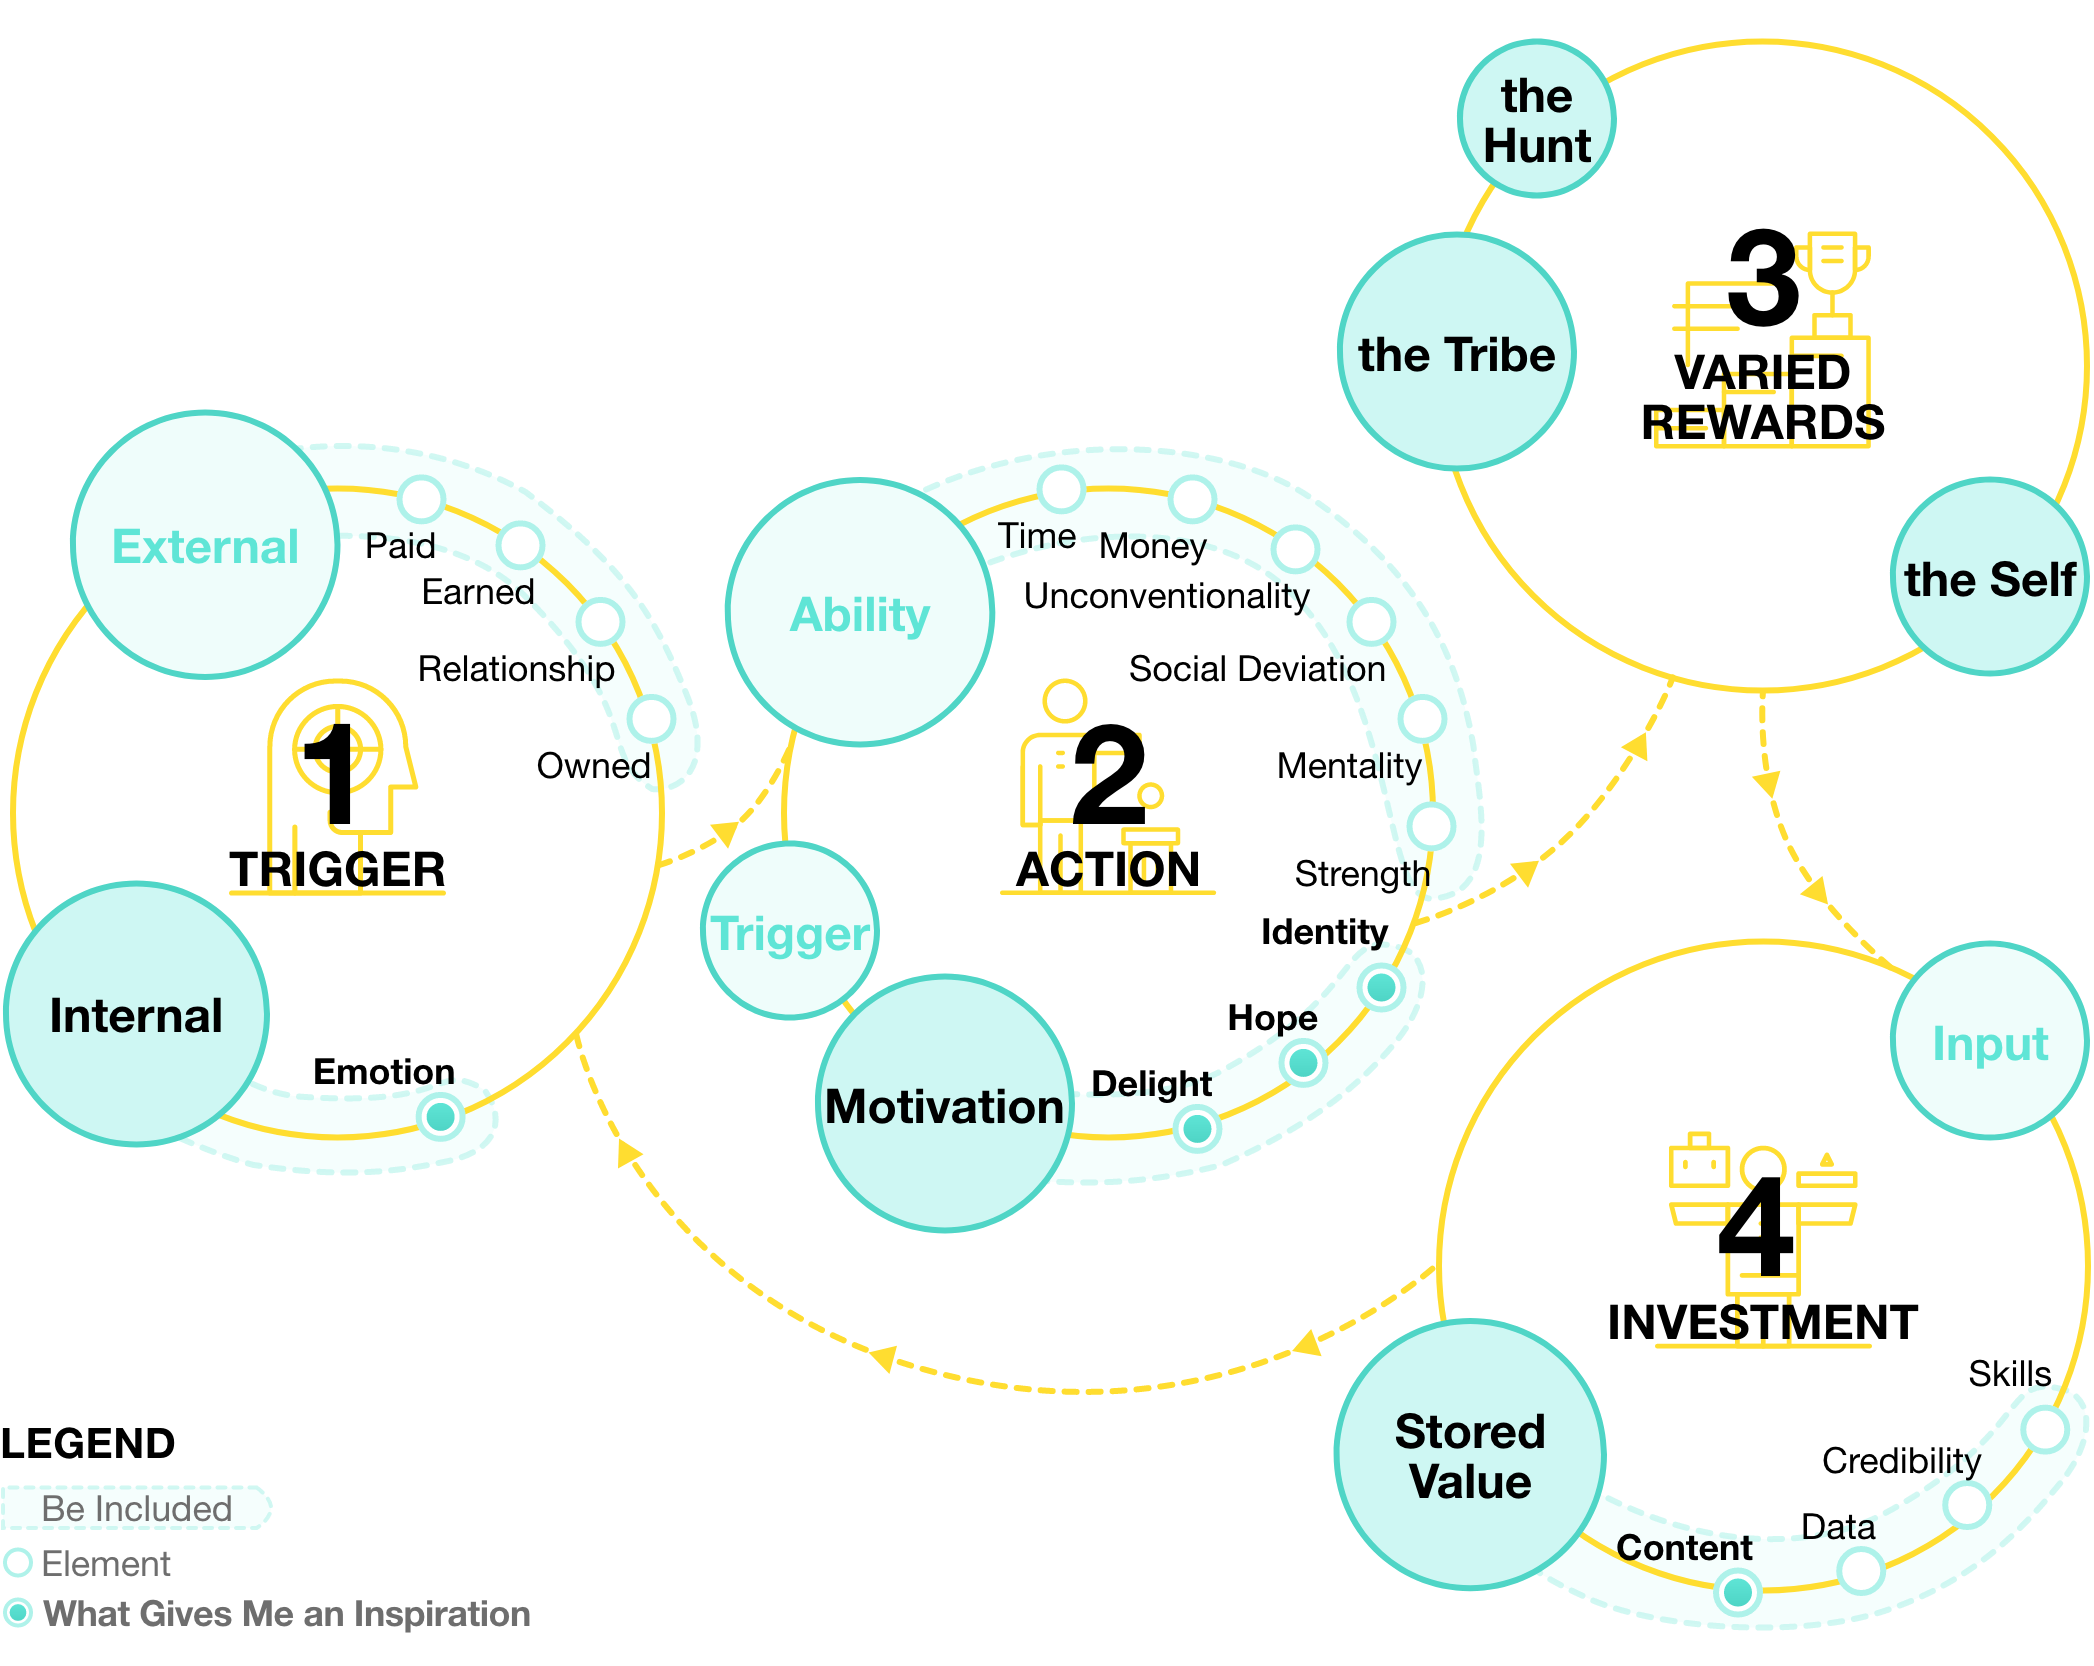 External
Paid
Earned
Relationship
Owned
1
TRIGGER
Internal
Emotion
Ability
Time
Money
Unconventionality
Social Deviation
Mentality
Strength
2
ACTION
Trigger
Motivation
Identity
Hope
Delight
the
Hunt
the Tribe
3
VARIED
REWARDS
the Self
Input
4
INVESTMENT
Stored
Value
Skills
Credibility
Data
Content
LEGEND
Be Included
Element
What Gives Me an Inspiration